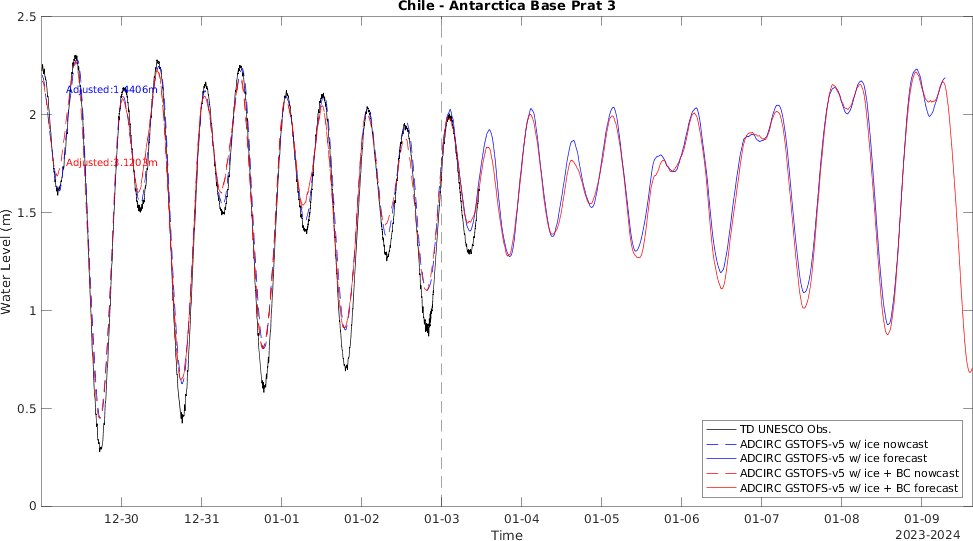 Chile - Antarctica Base Prat 3
2.5
2
1.5
1
0.5
0
Water Level (m)
Adjusted:1.4406m
Adjusted:3.1203m
TD UNESCO Obs.
ADCIRC GSTOFS-v5 w/ ice nowcast
ADCIRC GSTOFS-v5 w/ ice forecast
ADCIRC GSTOFS-v5 w/ ice + BC nowcast
ADCIRC GSTOFS-v5 w/ ice + BC forecast
12-30 12-31 01-01 01-02 01-03 01-04 01-05 01-06 01-07 01-08 01-09
Time
2023-2024